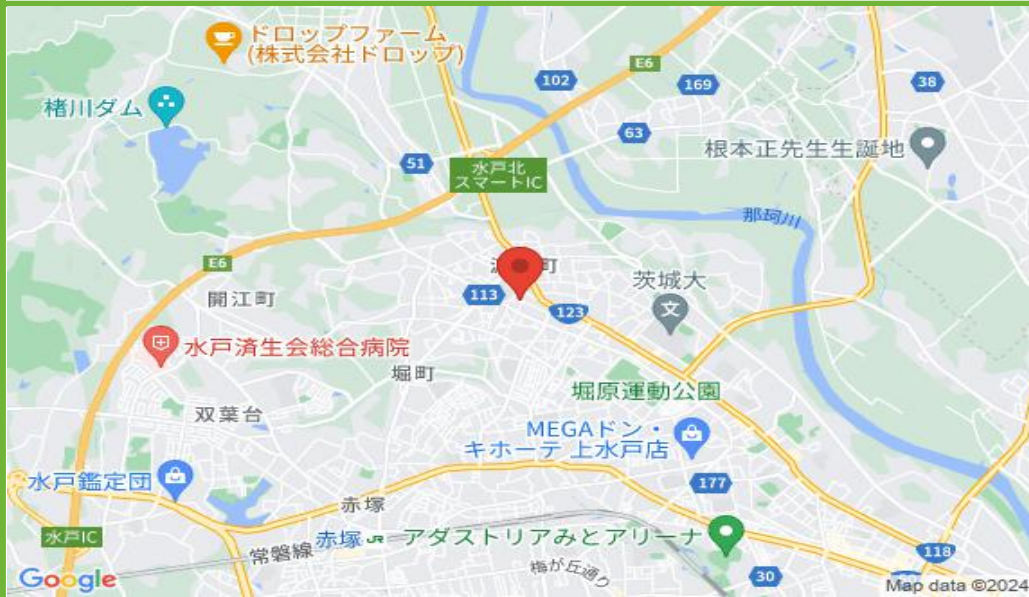 ドロップファーム
(株式会社ドロップ)
E6
102
169
38
楮川ダム
63
51
根本正先生生誕地
水戸北
スマートIC
那珂川
E6
町
茨城大
文
開江町
113
123
水戸済生会総合病院
堀町
堀原運動公園
双葉台
MEGAドン・
キホーテ 上水戸店
水戸鑑定団
177
赤塚
水戸IC
赤塚 JR
アダストリアみとアリーナ
常磐線
118
梅が丘通り
30
Google
Map data ©2024